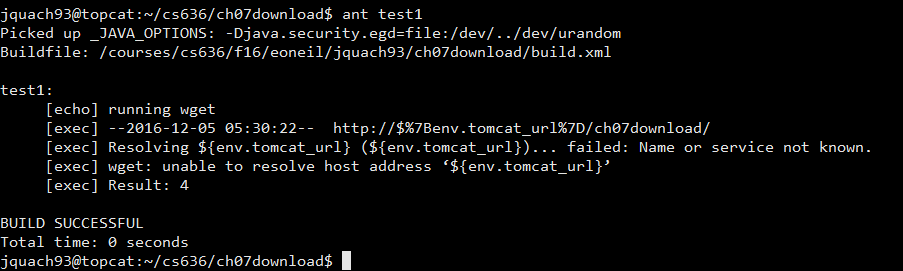 jquach93@topcat:~/cs636/ch07download$ ant test1
Picked up _JAVA_OPTIONS: -Djava.security.egd=file:/dev/../dev/urandom
Buildfile: /courses/cs636/f16/eoneil/jquach93/ch07download/build.xml
test1:
[echo] running wget
[exec] --2016-12-05 05:30:22--  http://$%7Benv.tomcat_url%7D/ch07download/
[exec] Resolving ${env.tomcat_url} (${env.tomcat_url})... failed: Name or service not known.
[exec] wget: unable to resolve host address ‘${env.tomcat_url}’
[exec] Result: 4
BUILD SUCCESSFUL
Total time: 0 seconds
jquach93@topcat:~/cs636/ch07download$